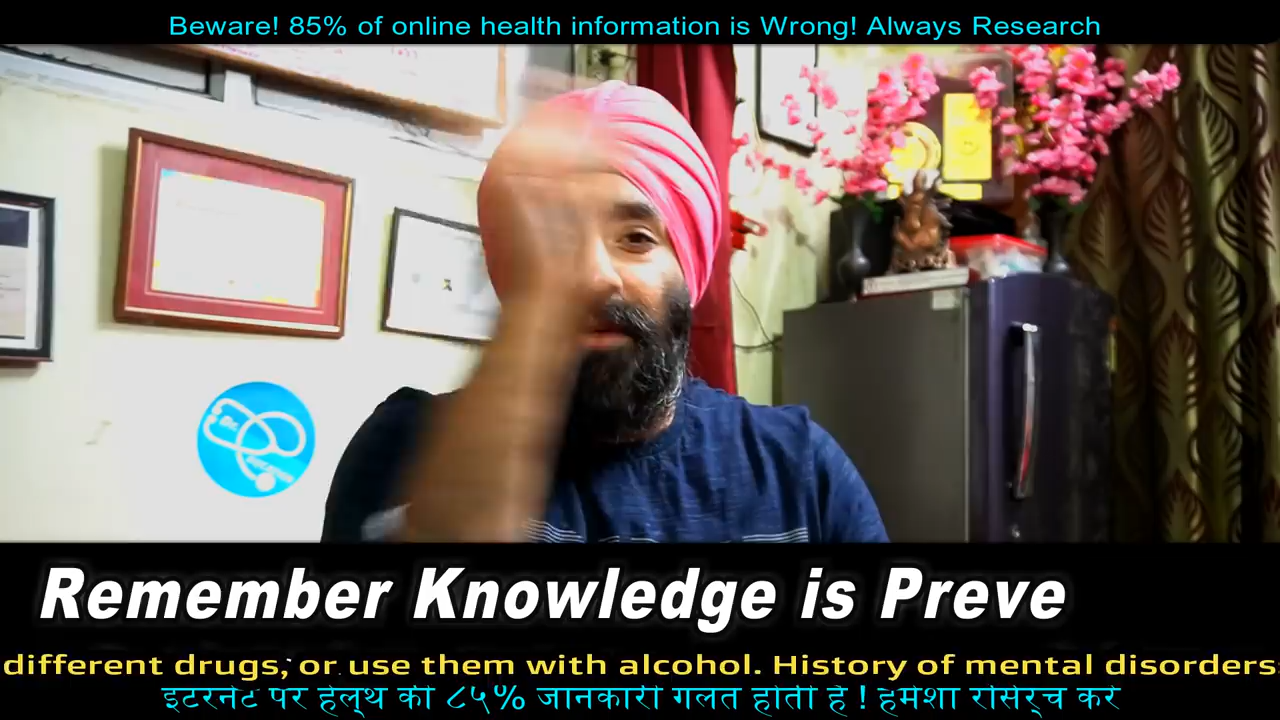 Beware! 85% of online health information is Wrong! Always Research
Remember Knowledge is Preve
different drugs, or use them with alcohol. History of mental disorders
इंटरनेट पर हेल्थ की ८५% जानकारी गलत होती है ! हमेशा रीसर्च करें